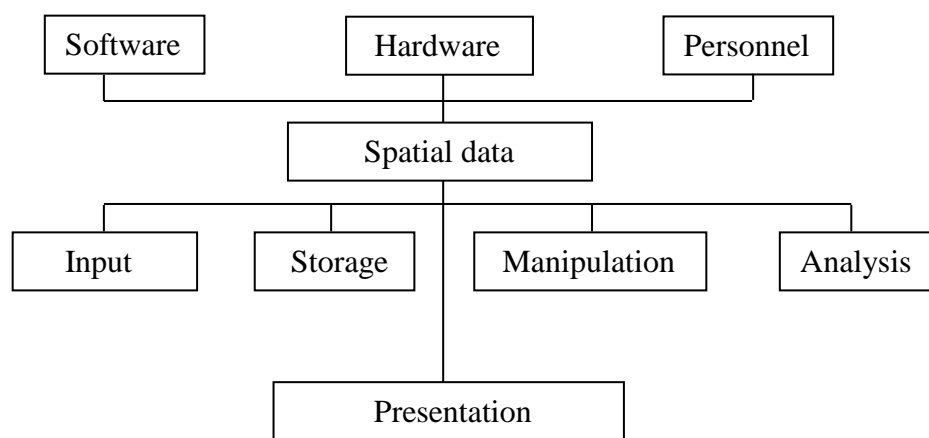 Software
Hardware
Personnel
Spatial data
Input
Storage
Manipulation
Analysis
Presentation